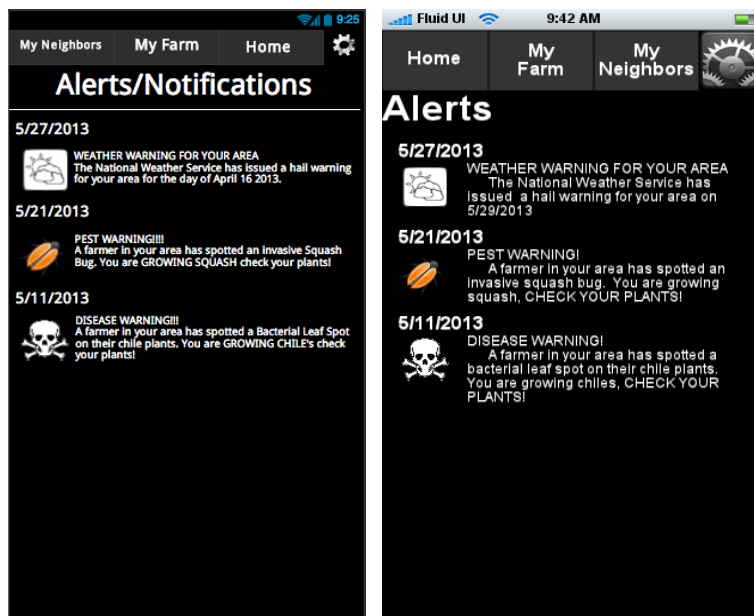 9:25
My Neighbors My Farm Home
Alerts/Notifications
5/27/2013
WEATHER WARNING FOR YOUR AREA
The National Weather Service has issued a hail warning
for your area for the day of April 16 2013.
5/21/2013
PEST WARNING!!!!
A farmer in your area has spotted an invasive Squash
Bug. You are GROWING SQUASH check your plants!
5/11/2013
DISEASE WARNING!!!
A farmer in your area has spotted a Bacterial Leaf Spot
on their chile plants. You are GROWING CHILE's check
your plants!
Fluid UI 9:42 AM
Home My Farm My Neighbors
Alerts
5/27/2013
WEATHER WARNING FOR YOUR AREA
The National Weather Service has
issued a hail warning for your area on
5/29/2013
5/21/2013
PEST WARNING!
A farmer in your area has spotted an
invasive squash bug. You are growing
squash, CHECK YOUR PLANTS!
5/11/2013
DISEASE WARNING!
A farmer in your area has spotted a
bacterial leaf spot on their chile plants.
You are growing chiles, CHECK YOUR
PLANTS!